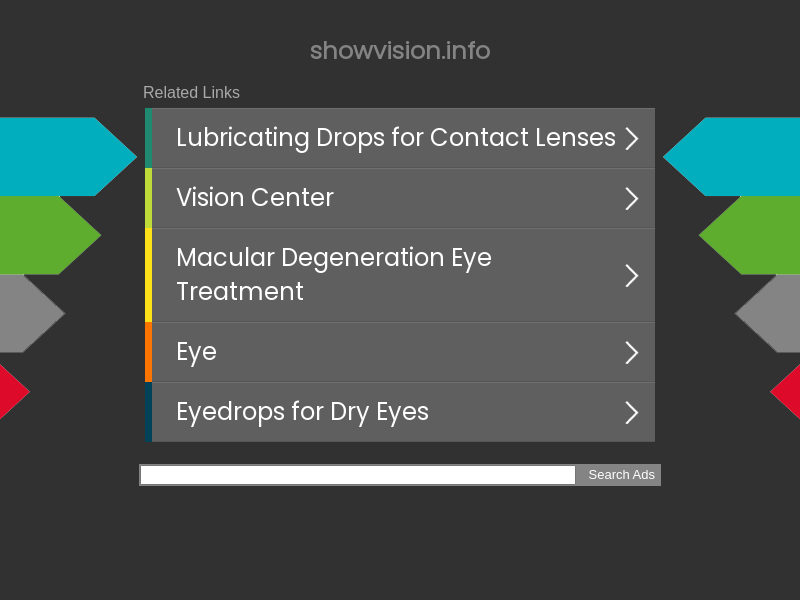 showvision.info
Related Links
Lubricating Drops for Contact Lenses
Vision Center
Macular Degeneration Eye
Treatment
Eye
Eyedrops for Dry Eyes
Search Ads